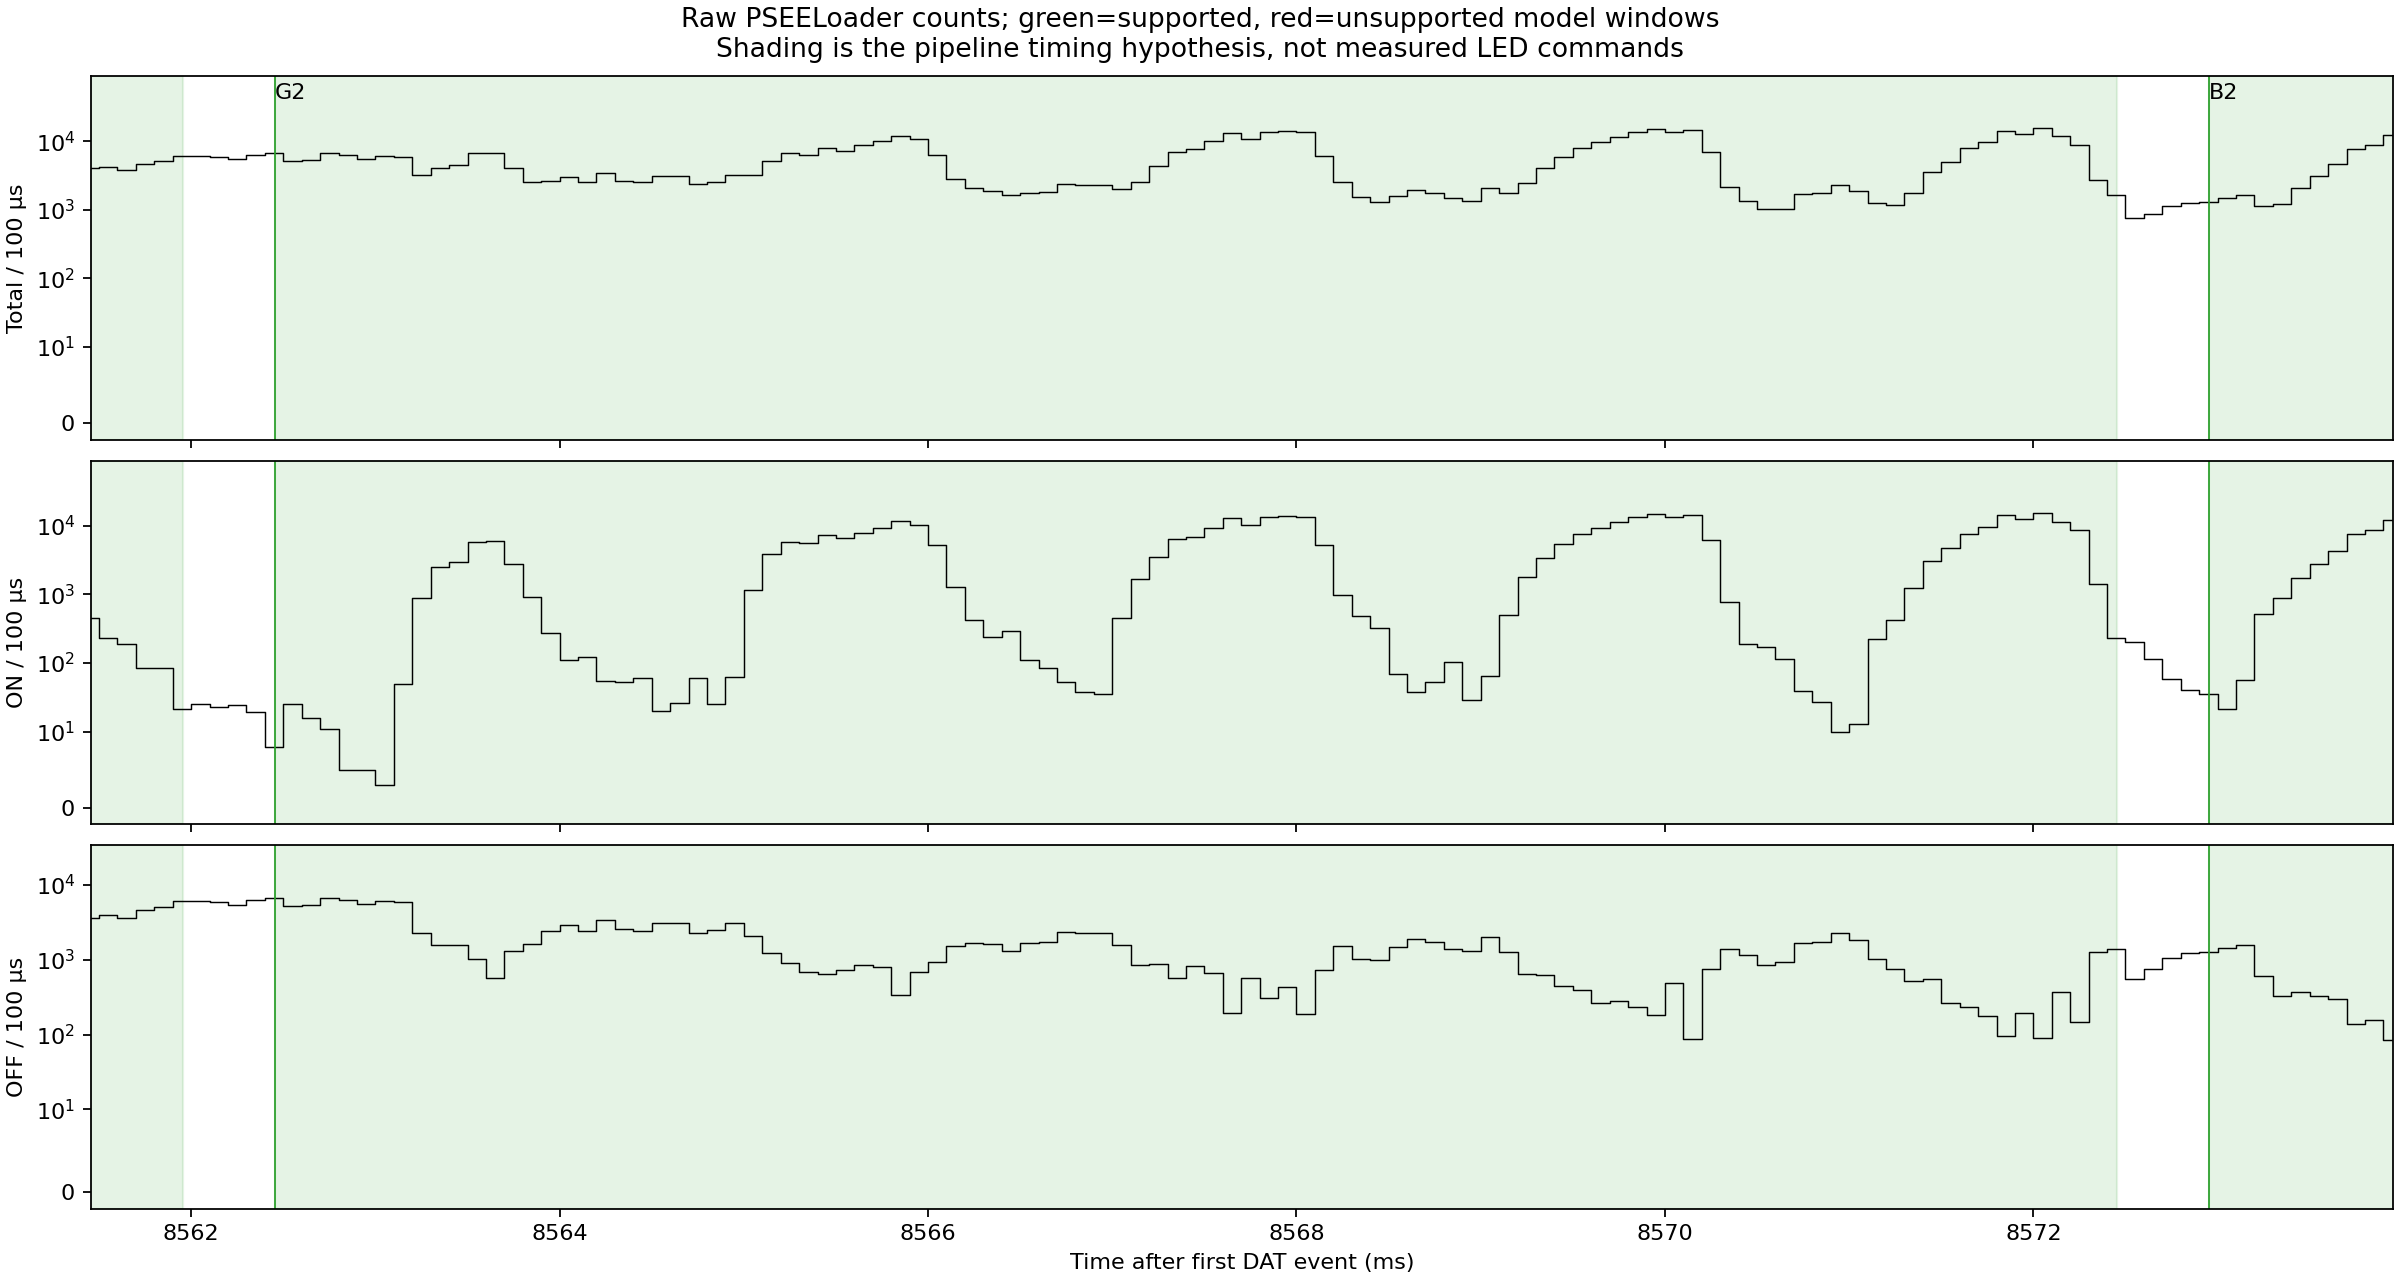 Raw PSEELoader counts; green=supported, red=unsupported model windows
Shading is the pipeline timing hypothesis, not measured LED commands
G2
B2
Total / 100 µs
10⁴
10³
10²
10¹
0
ON / 100 µs
10⁴
10³
10²
10¹
0
OFF / 100 µs
10⁴
10³
10²
10¹
0
8562
8564
8566
8568
8570
8572
Time after first DAT event (ms)